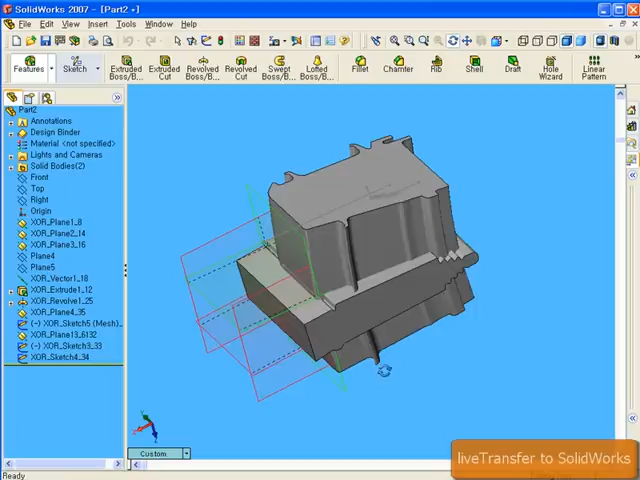 SolidWorks 2007 - [Part2 *]
File Edit View Insert Tools Window Help
Features
Sketch
Extruded Boss/B...
Extruded Cut
Revolved Boss/B...
Revolved Cut
Swept Boss/B...
Lofted Boss/B...
Fillet
Chamfer
Rib
Shell
Draft
Hole Wizard
Linear Pattern
Part2
Annotations
Design Binder
Material <not specified>
Lights and Cameras
Solid Bodies(2)
Front
Top
Right
Origin
XOR_Plane1_8
XOR_Plane2_14
XOR_Plane3_16
Plane4
Plane5
XOR_Vector1_18
XOR_Extrude1_12
XOR_Revolve1_25
XOR_Plane4_35
(-) XOR_Sketch5 (Mesh)_
XOR_Plane13_6132
(-) XOR_Sketch3_33
XOR_Sketch4_34
Custom
liveTransfer to SolidWorks
Ready